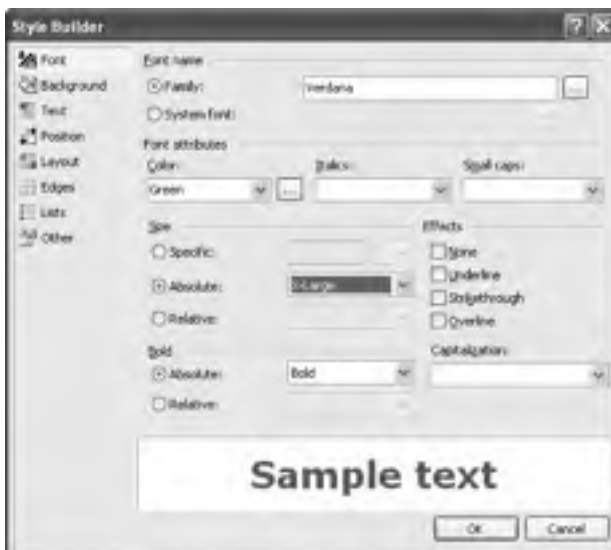 Style Builder
Font
Background
Text
Position
Layout
Edges
Lists
Other
Font name
Family:
Verdana
...
System font:
Font attributes
Color:
Italics:
Small caps:
Green
...
Size
Effects
Specific:
None
Underline
Absolute:
X-Large
Strikethrough
Relative:
Overline
Bold
Capitalization:
Absolute:
Bold
Relative:
Sample text
OK
Cancel